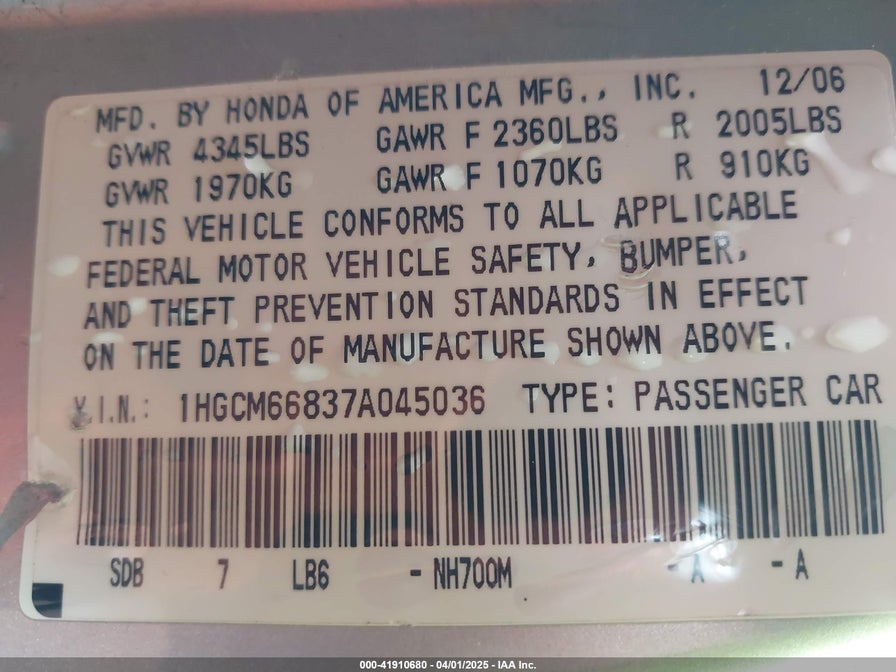 MFD. BY HONDA OF AMERICA MFG., INC. 12/06
GVWR 4345LBS GAWR F 2360LBS R 2005LBS
GVWR 1970KG GAWR F 1070KG R 910KG
THIS VEHICLE CONFORMS TO ALL APPLICABLE
FEDERAL MOTOR VEHICLE SAFETY, BUMPER,
AND THEFT PREVENTION STANDARDS IN EFFECT
ON THE DATE OF MANUFACTURE SHOWN ABOVE.
V.I.N.: 1HGCM66837A045036 TYPE: PASSENGER CAR
SDB 7 LB6 - NH700M - A - A
000-41910680 - 04/01/2025 - IAA Inc.